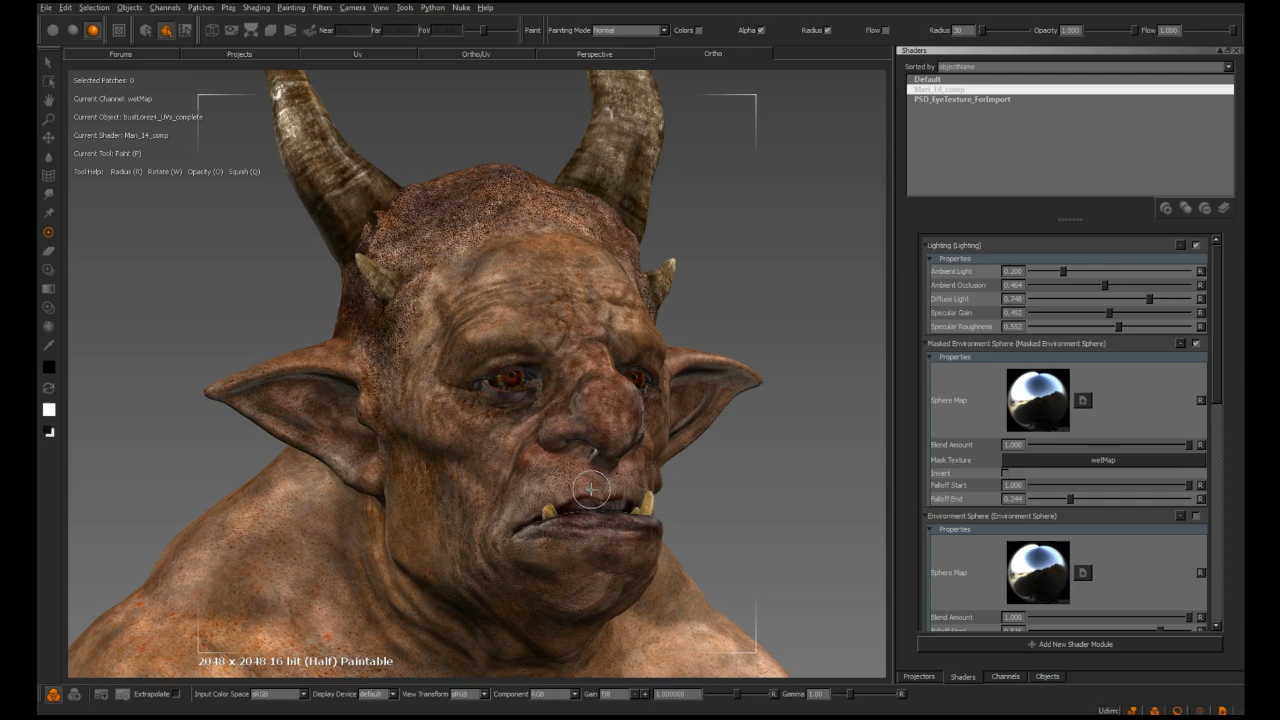 File Edit Selection Objects Channels Patches Ptex Shading Painting Filters Camera View Tools Python Nuke Help
Near Far FoV Paint Painting Mode Normal Colors Alpha Radius Flow Radius 30 Opacity 1.000 Flow 1.000
Forums Projects Uv Ortho/Uv Perspective Ortho
Selected Patches: 0
Current Channel: wetMap
Current Object: bustLorez4_UVs_complete
Current Shader: Mari_14_comp
Current Tool: Paint (P)
Tool Help: Radius (R) Rotate (W) Opacity (O) Squish (Q)
2048 x 2048 16 bit (Half) Paintable
Shaders
Sorted by objectName
Default
Mari_14_comp
PSD_EyeTexture_ForImport
Lighting (Lighting)
Properties
Ambient Light 0.200 R
Ambient Occlusion 0.464 R
Diffuse Light 0.748 R
Specular Gain 0.492 R
Specular Roughness 0.552 R
Masked Environment Sphere (Masked Environment Sphere)
Properties
Sphere Map R
Blend Amount 1.000 R
Mask Texture wetMap
Invert
Falloff Start 1.000 R
Falloff End 0.244 R
Environment Sphere (Environment Sphere)
Properties
Sphere Map R
Blend Amount 1.000 R
Add New Shader Module
Projectors Shaders Channels Objects
Extrapolate Input Color Space sRGB Display Device default View Transform sRGB Component RGB Gain f/8 - + 1.000000 R Gamma 1.00 R
Udims: